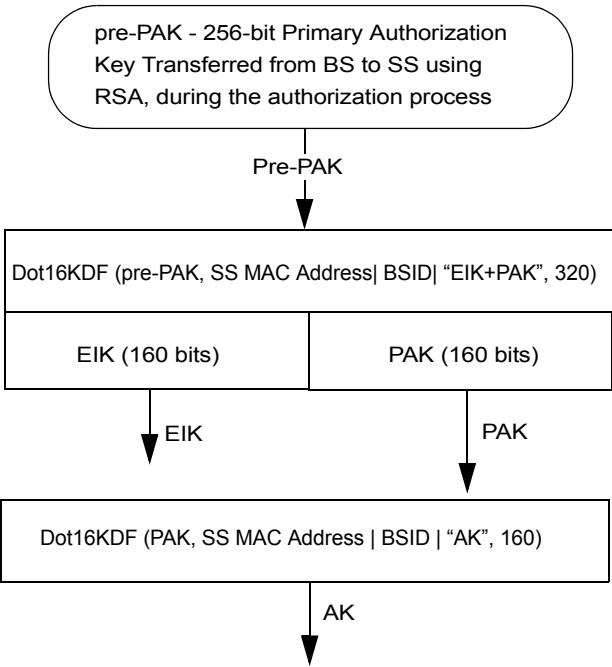 pre-PAK - 256-bit Primary Authorization
Key Transferred from BS to SS using
RSA, during the authorization process
Pre-PAK
Dot16KDF (pre-PAK, SS MAC Address| BSID| “EIK+PAK”, 320)
EIK (160 bits)
PAK (160 bits)
EIK
PAK
Dot16KDF (PAK, SS MAC Address | BSID | “AK”, 160)
AK